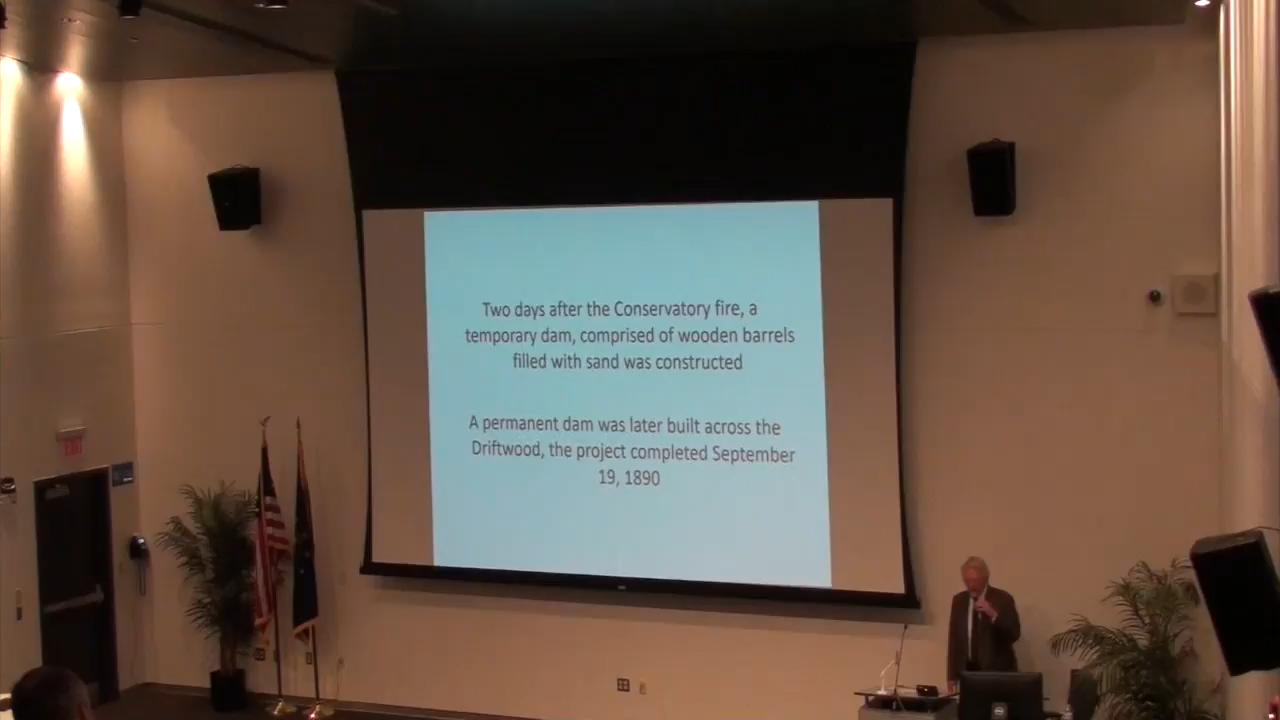 Two days after the Conservatory fire, a
temporary dam, comprised of wooden barrels
filled with sand was constructed
A permanent dam was later built across the
Driftwood, the project completed September
19, 1890
EXIT